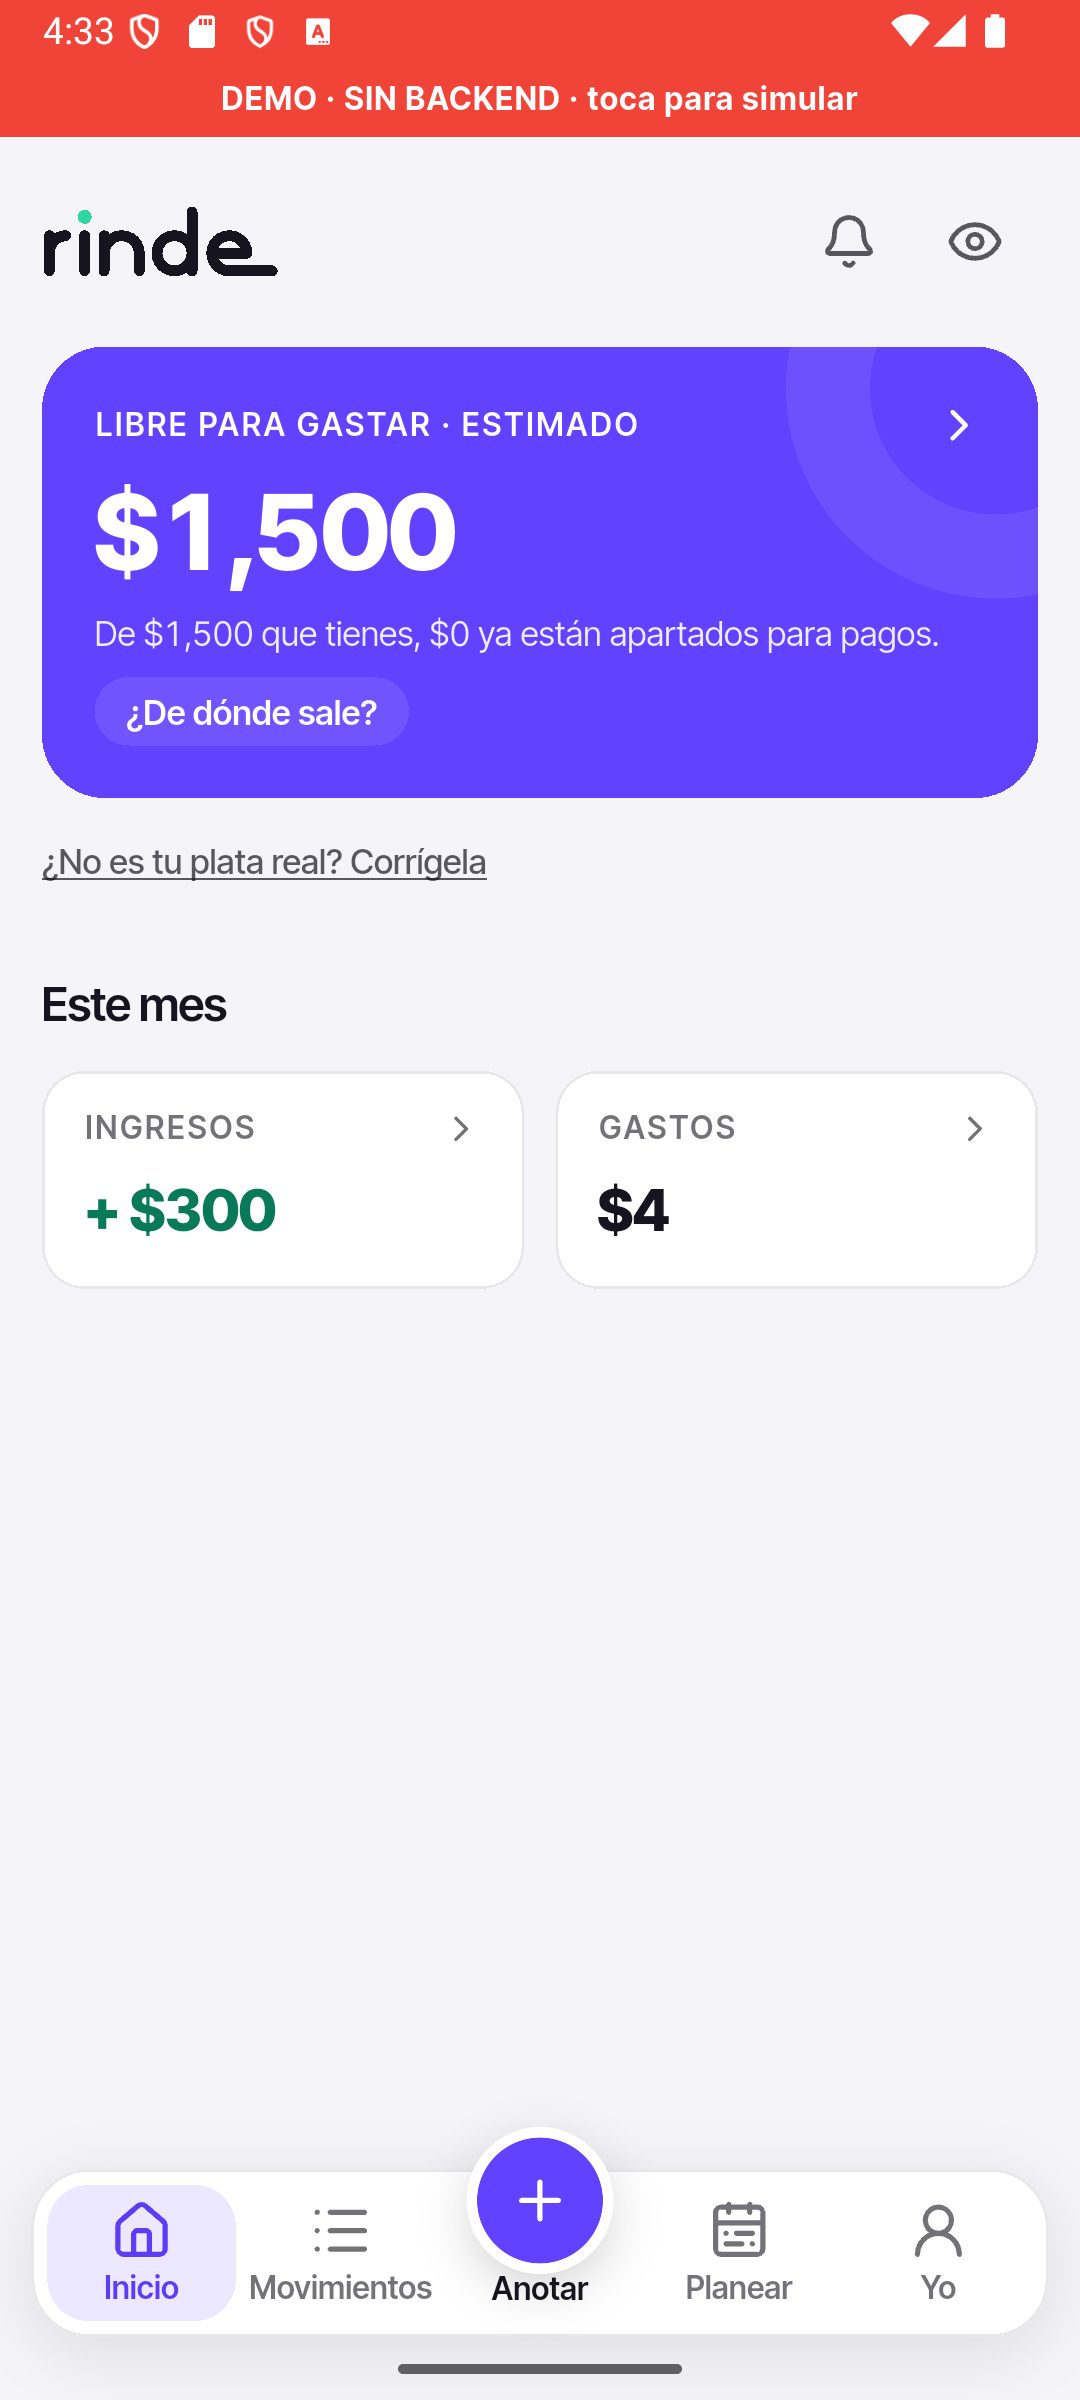 4:33
DEMO · SIN BACKEND · toca para simular
rinde
LIBRE PARA GASTAR · ESTIMADO
$1,500
De $1,500 que tienes, $0 ya están apartados para pagos.
¿De dónde sale?
¿No es tu plata real? Corrígela
Este mes
INGRESOS
+ $300
GASTOS
$4
Inicio
Movimientos
Anotar
Planear
Yo